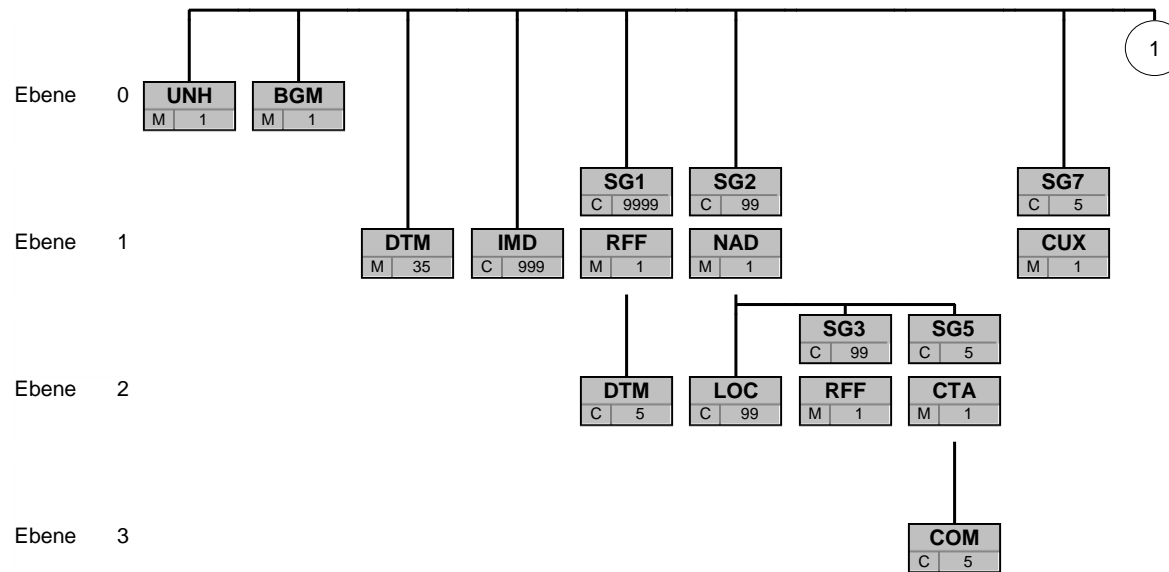 1
Ebene 0 UNH BGM
M 1 M 1
SG1 SG2 SG7
C 9999 C 99 C 5
Ebene 1 DTM IMD RFF NAD CUX
M 35 C 999 M 1 M 1 M 1
SG3 SG5
C 99 C 5
Ebene 2 DTM LOC RFF CTA
C 5 C 99 M 1 M 1
Ebene 3 COM
C 5